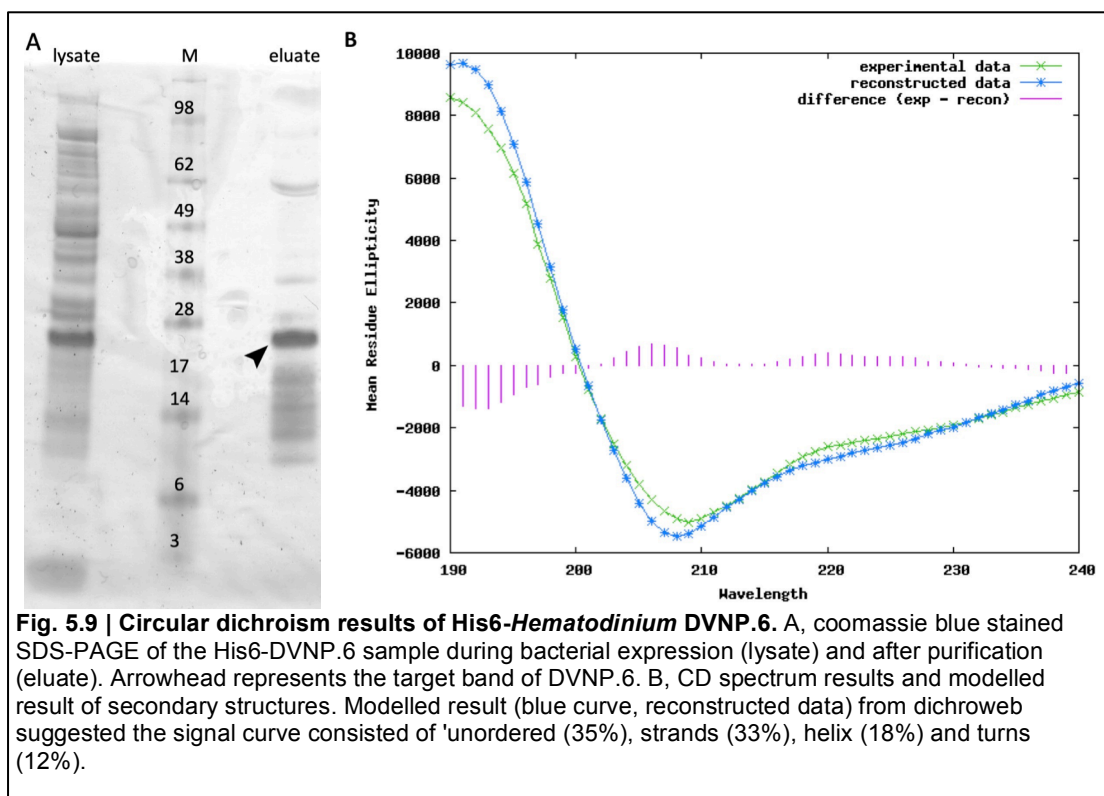 A
lysate
M
eluate
98
62
49
38
28
17
14
6
3
B
experimental data
reconstructed data
difference (exp - recon)
10000
8000
6000
4000
2000
0
-2000
-4000
-6000
Mean Residue Ellipticity
190
200
210
220
230
240
Wavelength
Fig. 5.9 | Circular dichroism results of His6-Hematodinium DVNP.6. A, coomassie blue stained
SDS-PAGE of the His6-DVNP.6 sample during bacterial expression (lysate) and after purification
(eluate). Arrowhead represents the target band of DVNP.6. B, CD spectrum results and modelled
result of secondary structures. Modelled result (blue curve, reconstructed data) from dichroweb
suggested the signal curve consisted of 'unordered (35%), strands (33%), helix (18%) and turns
(12%).